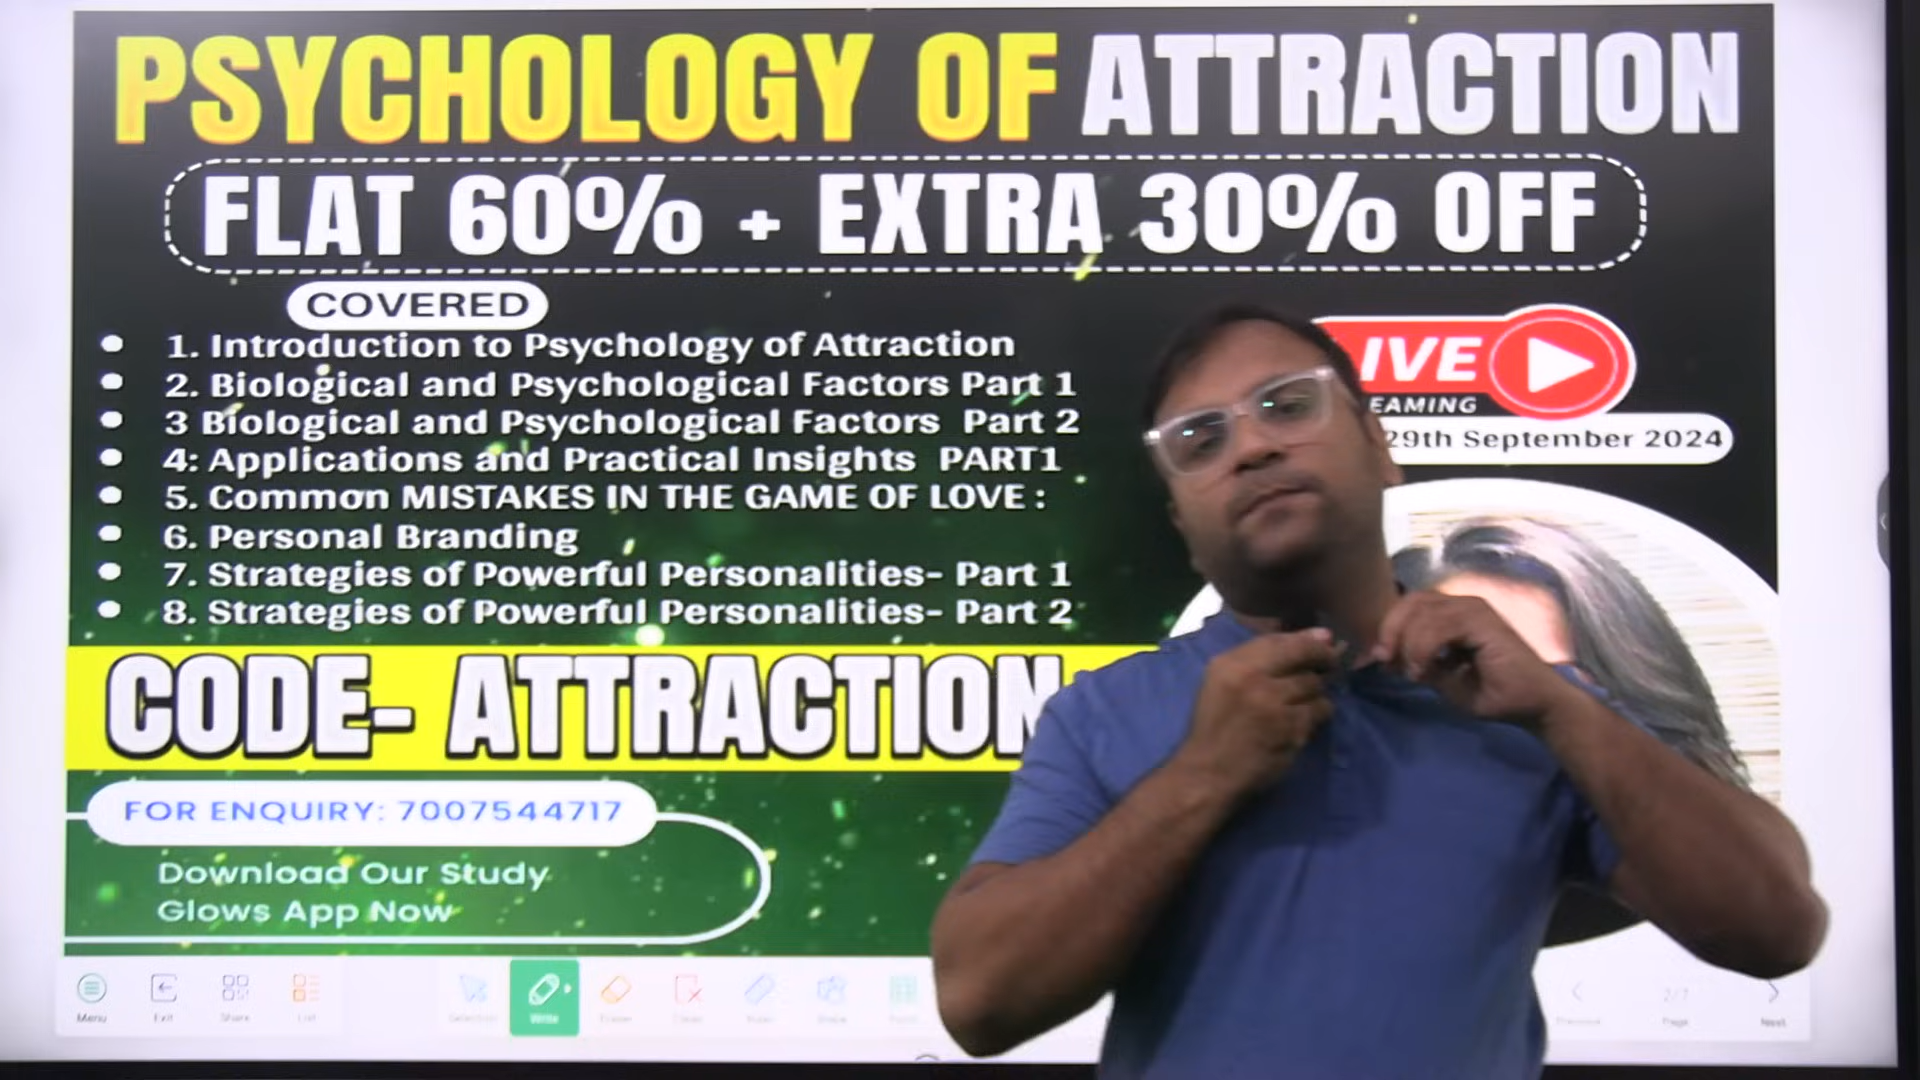 PSYCHOLOGY OF ATTRACTION
FLAT 60% + EXTRA 30% OFF
COVERED
1. Introduction to Psychology of Attraction
2. Biological and Psychological Factors Part 1
3 Biological and Psychological Factors Part 2
4: Applications and Practical Insights PART1
5. Common MISTAKES IN THE GAME OF LOVE :
6. Personal Branding
7. Strategies of Powerful Personalities- Part 1
8. Strategies of Powerful Personalities- Part 2
IVE
EAMING
29th September 2024
CODE- ATTRACTION
FOR ENQUIRY: 7007544717
Download Our Study
Glows App Now
Menu Exit Share List Write Next